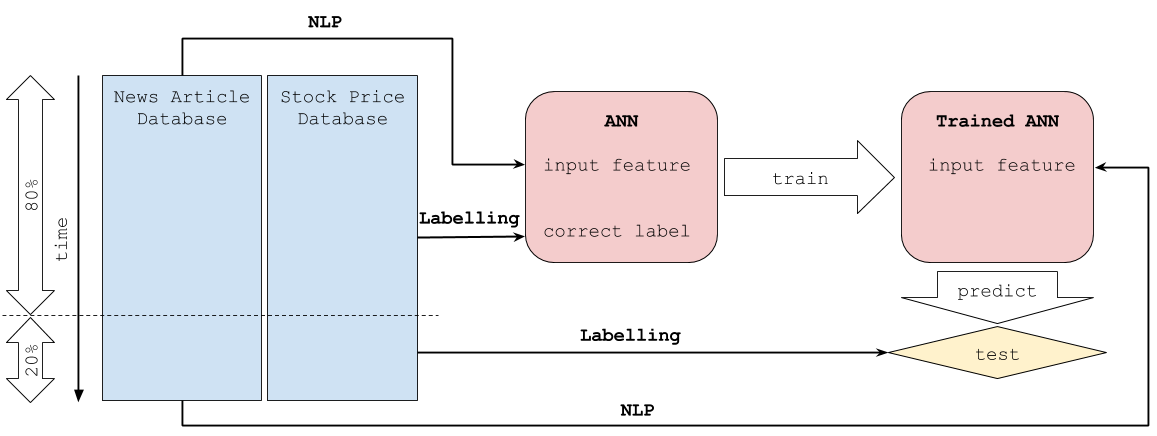 NLP
News Article
Database
Stock Price
Database
80%
time
20%
Labelling
ANN
input feature
correct label
train
Trained ANN
input feature
predict
Labelling
test
NLP